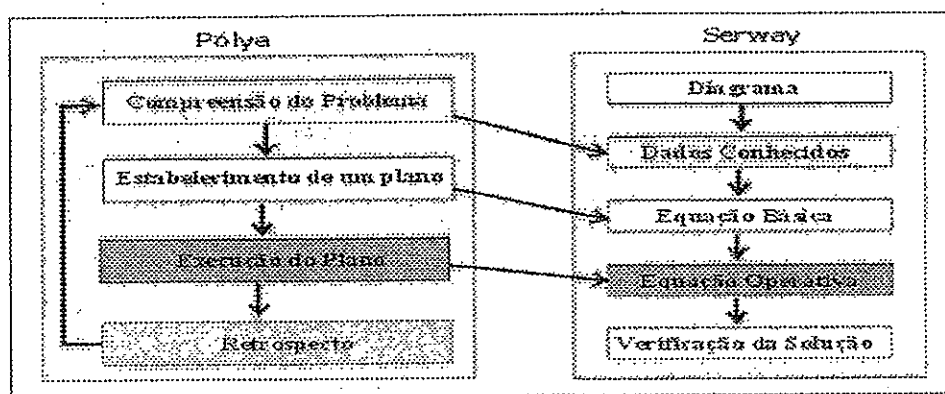 Pólya
Compreensão do Problema
Estabelecimento de um plano
Execução do Plano
Retrospecto
Serway
Diagrama
Dados Conhecidos
Equação Básica
Equação Operativa
Verificação da Solução